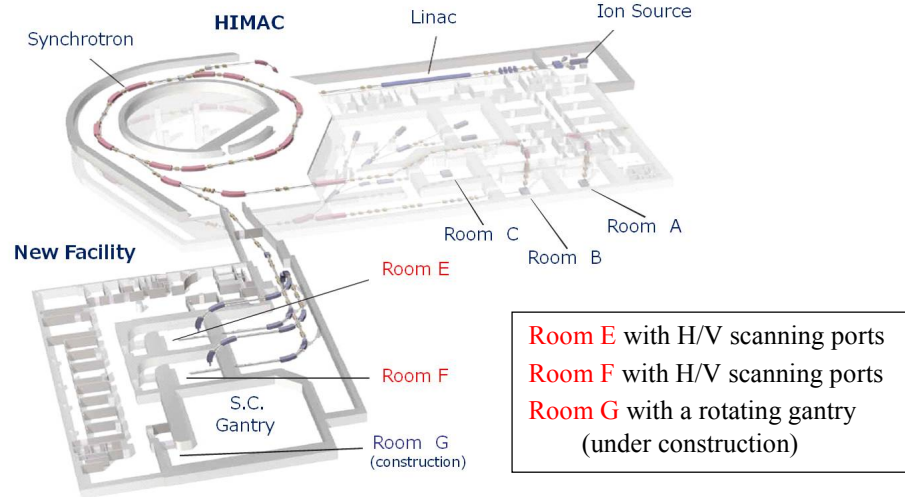 HIMAC
Linac
Ion Source
Synchrotron
Room A
Room C
Room B
New Facility
Room E
Room F
S.C.
Gantry
Room G
(construction)
Room E with H/V scanning ports
Room F with H/V scanning ports
Room G with a rotating gantry
(under construction)